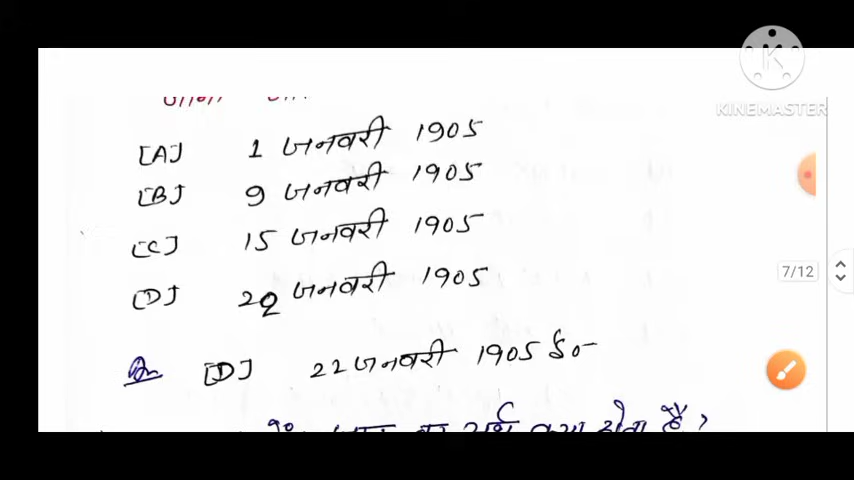 KINEMASTER
[A] 1 जनवरी 1905
[B] 9 जनवरी 1905
[C] 15 जनवरी 1905
[D] 22 जनवरी 1905
7/12
[D] 22 जनवरी 1905 ई०
अर्थ क्या होता है?